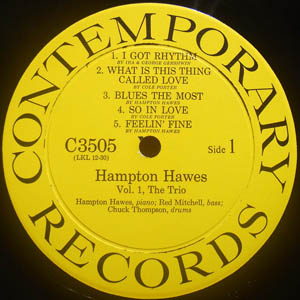 CONTEMPORARY
1. I GOT RHYTHM
BY IRA & GEORGE GERSHWIN
2. WHAT IS THIS THING
CALLED LOVE
BY COLE PORTER
3. BLUES THE MOST
BY HAMPTON HAWES
4. SO IN LOVE
BY COLE PORTER
5. FEELIN' FINE
BY HAMPTON HAWES
C3505
(LKL 12-30)
Side 1
Hampton Hawes
Vol. 1, The Trio
Hampton Hawes, piano; Red Mitchell, bass;
Chuck Thompson, drums
RECORDS